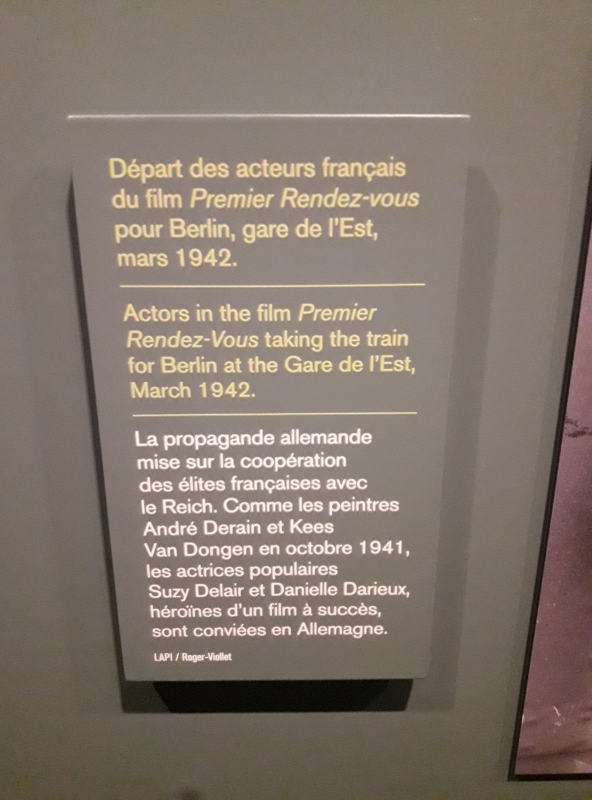 Départ des acteurs français
du film Premier Rendez-vous
pour Berlin, gare de l'Est,
mars 1942.
Actors in the film Premier
Rendez-Vous taking the train
for Berlin at the Gare de l'Est,
March 1942.
La propagande allemande
mise sur la coopération
des élites françaises avec
le Reich. Comme les peintres
André Derain et Kees
Van Dongen en octobre 1941,
les actrices populaires
Suzy Delair et Danielle Darieux,
héroïnes d'un film à succès,
sont conviées en Allemagne.
LAPI / Roger-Viollet